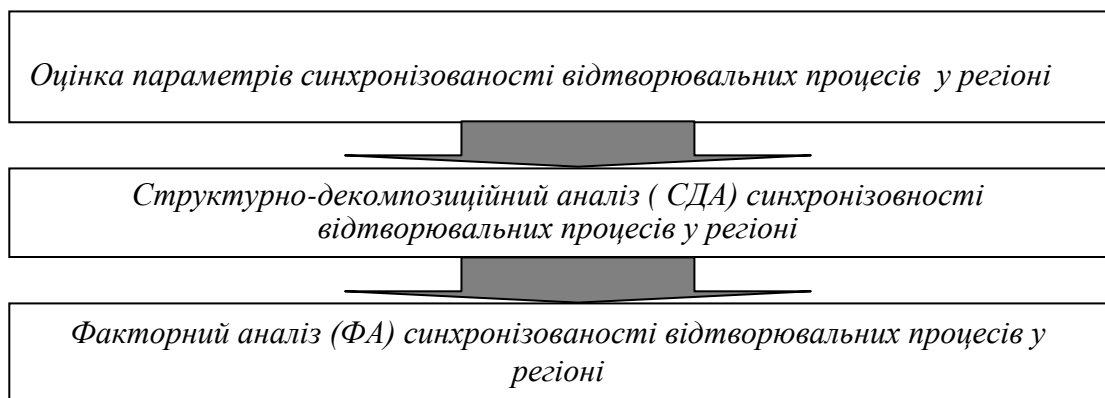 Оцінка параметрів синхронізованості відтворювальних процесів у регіоні
Структурно-декомпозиційний аналіз ( СДА) синхронізовності
відтворювальних процесів у регіоні
Факторний аналіз (ФА) синхронізованості відтворювальних процесів у
регіоні